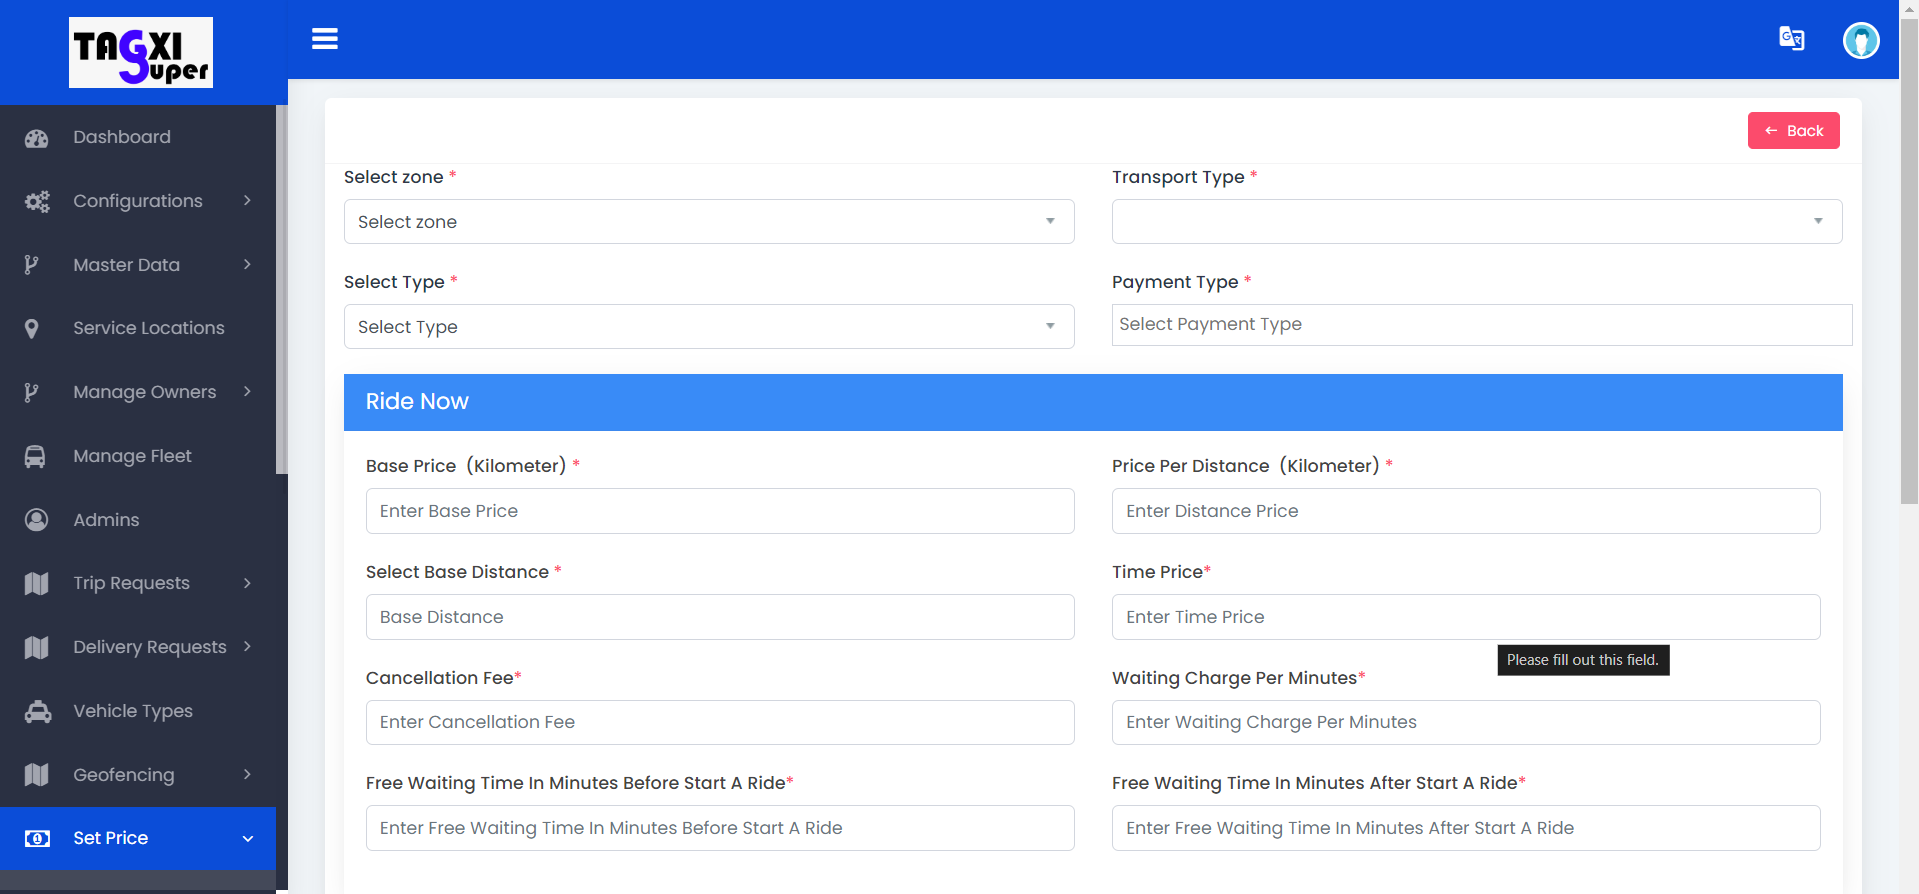 TAGXI
Super
Dashboard
Configurations
Master Data
Service Locations
Manage Owners
Manage Fleet
Admins
Trip Requests
Delivery Requests
Vehicle Types
Geofencing
Set Price
← Back
Select zone *
Select zone
Transport Type *
Select Type *
Select Type
Payment Type *
Select Payment Type
Ride Now
Base Price (Kilometer) *
Enter Base Price
Price Per Distance (Kilometer) *
Enter Distance Price
Select Base Distance *
Base Distance
Time Price*
Enter Time Price
Please fill out this field.
Cancellation Fee*
Enter Cancellation Fee
Waiting Charge Per Minutes*
Enter Waiting Charge Per Minutes
Free Waiting Time In Minutes Before Start A Ride*
Enter Free Waiting Time In Minutes Before Start A Ride
Free Waiting Time In Minutes After Start A Ride*
Enter Free Waiting Time In Minutes After Start A Ride